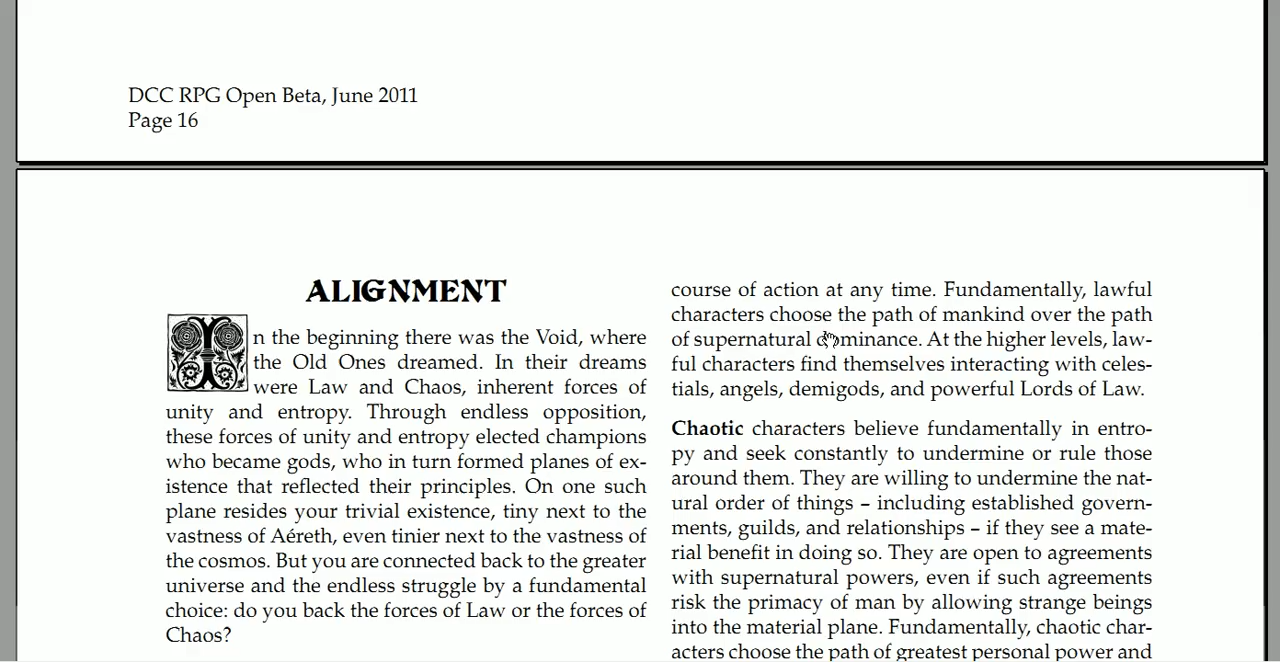 DCC RPG Open Beta, June 2011
Page 16
ALIGNMENT
In the beginning there was the Void, where
the Old Ones dreamed. In their dreams
were Law and Chaos, inherent forces of
unity and entropy. Through endless opposition,
these forces of unity and entropy elected champions
who became gods, who in turn formed planes of ex-
istence that reflected their principles. On one such
plane resides your trivial existence, tiny next to the
vastness of Aéreth, even tinier next to the vastness of
the cosmos. But you are connected back to the greater
universe and the endless struggle by a fundamental
choice: do you back the forces of Law or the forces of
Chaos?
course of action at any time. Fundamentally, lawful
characters choose the path of mankind over the path
of supernatural dominance. At the higher levels, law-
ful characters find themselves interacting with celes-
tials, angels, demigods, and powerful Lords of Law.
Chaotic characters believe fundamentally in entro-
py and seek constantly to undermine or rule those
around them. They are willing to undermine the nat-
ural order of things – including established govern-
ments, guilds, and relationships – if they see a mate-
rial benefit in doing so. They are open to agreements
with supernatural powers, even if such agreements
risk the primacy of man by allowing strange beings
into the material plane. Fundamentally, chaotic char-
acters choose the path of greatest personal power and